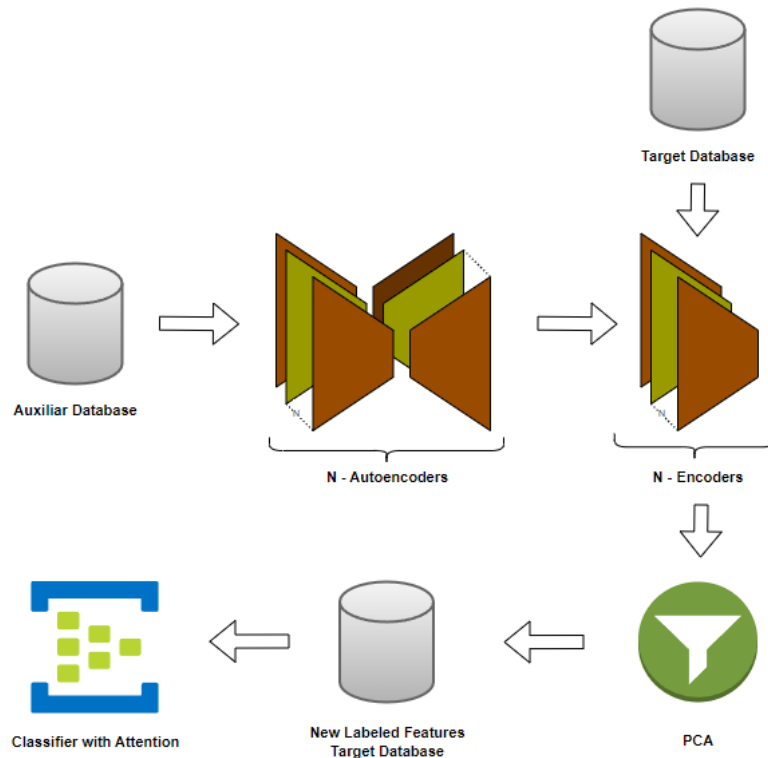 Target Database
Auxiliar Database
N
N
N - Autoencoders
N - Encoders
Classifier with Attention
New Labeled Features
Target Database
PCA